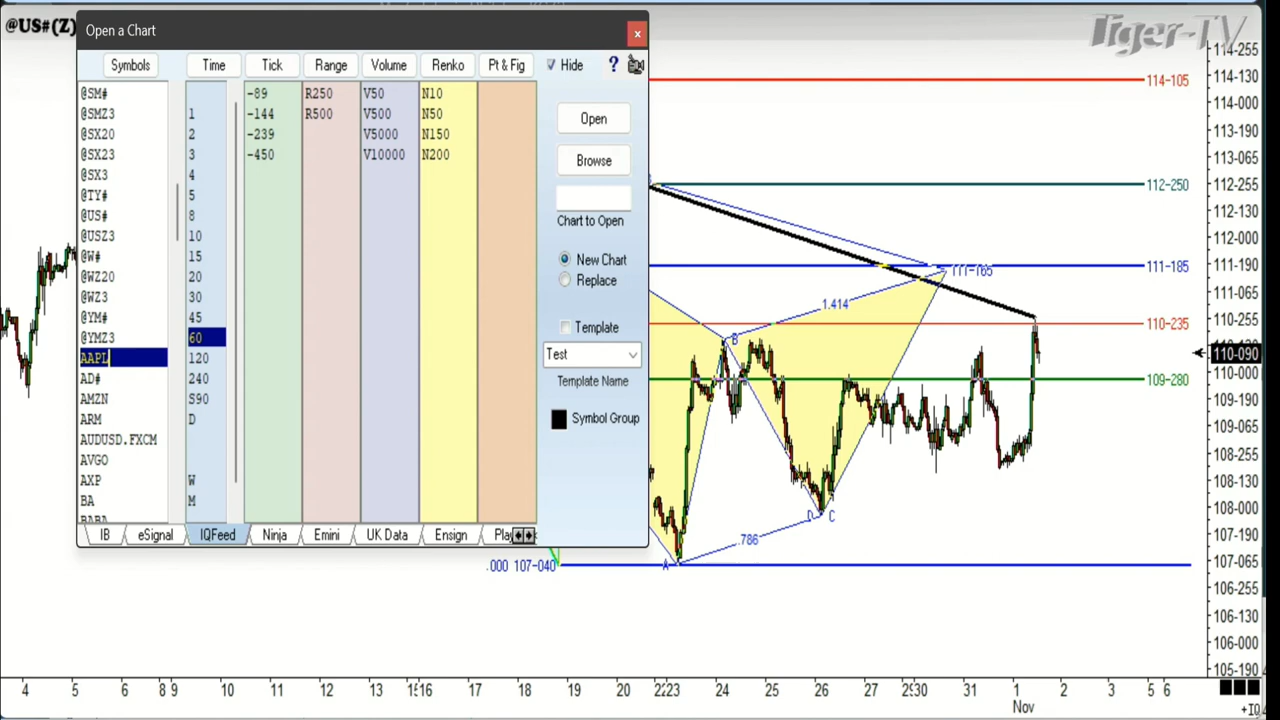 @US#(Z)
Tiger-TV
Open a Chart
x
Symbols Time Tick Range Volume Renko Pt & Fig Hide ?
@SM# -89 R250 V50 N10
@SMZ3 1 -144 R500 V500 N50
@SX20 2 -239 V5000 N150
@SX23 3 -450 V10000 N200
@SX3 4
@TY# 5
@US# 8
@USZ3 10
@W# 15
@WZ20 20
@WZ3 30
@YM# 45
@YMZ3 60
AAPL 120
AD# 240
AMZN S90
ARM D
AUDUSD.FXCM
AVGO
AXP W
BA M
BABA
Open
Browse
Chart to Open
New Chart
Replace
Template
Test
Template Name
Symbol Group
IB eSignal IQFeed Ninja Emini UK Data Ensign
114-105
112-250
111-185
111-165
110-235
109-280
1.414
B
.786
D C
A
.000 107-040
114-255
114-130
114-000
113-190
113-065
112-255
112-130
112-000
111-190
111-065
110-255
110-090
110-000
109-190
109-065
108-255
108-130
108-000
107-190
107-065
106-255
106-130
106-000
105-190
4 5 6 8 9 10 11 12 13 16 17 18 19 20 23 24 25 26 27 30 31 1 2 3 5 6
Nov